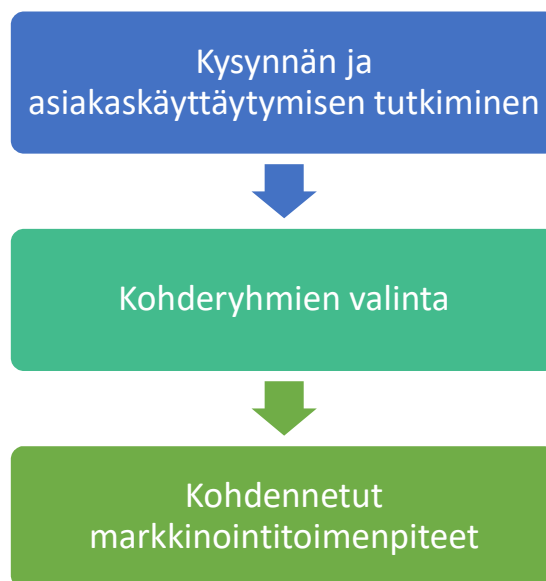 Kysynnän ja
asiakaskäyttäytymisen tutkiminen
Kohderyhmien valinta
Kohdennetut
markkinointitoimenpiteet